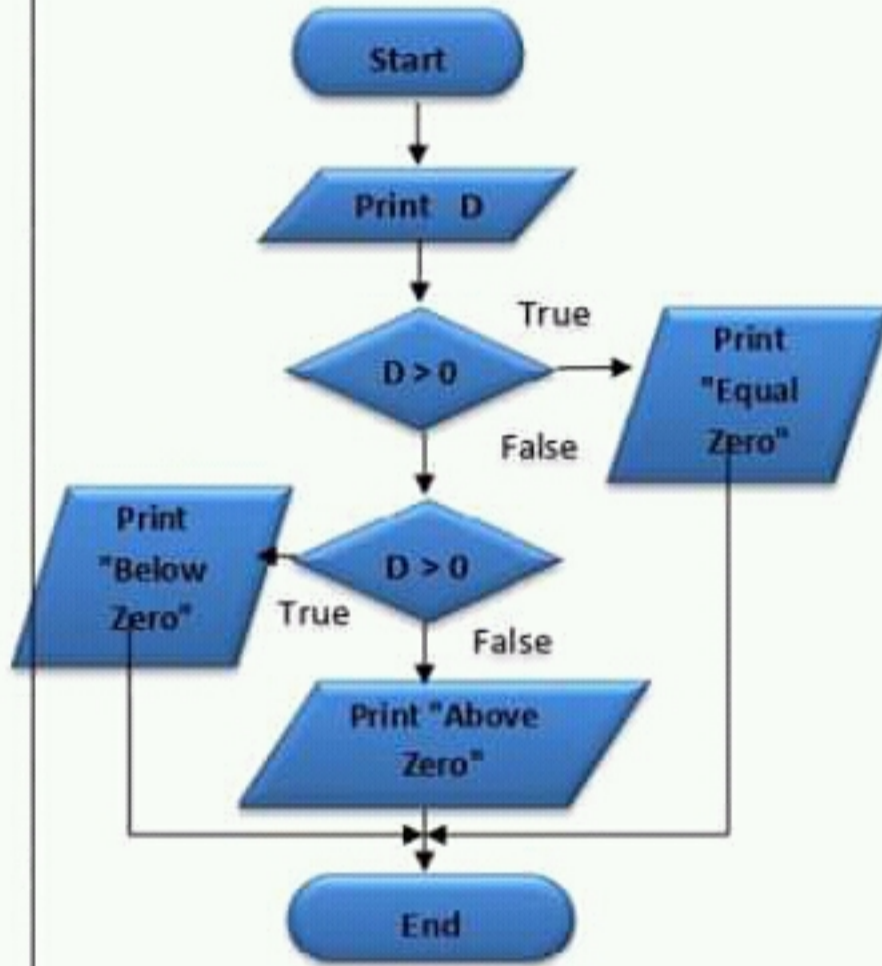 Start
Print D
True
D > 0
Print
"Equal
Zero"
False
Print
"Below
Zero"
D > 0
True
False
Print "Above
Zero"
End